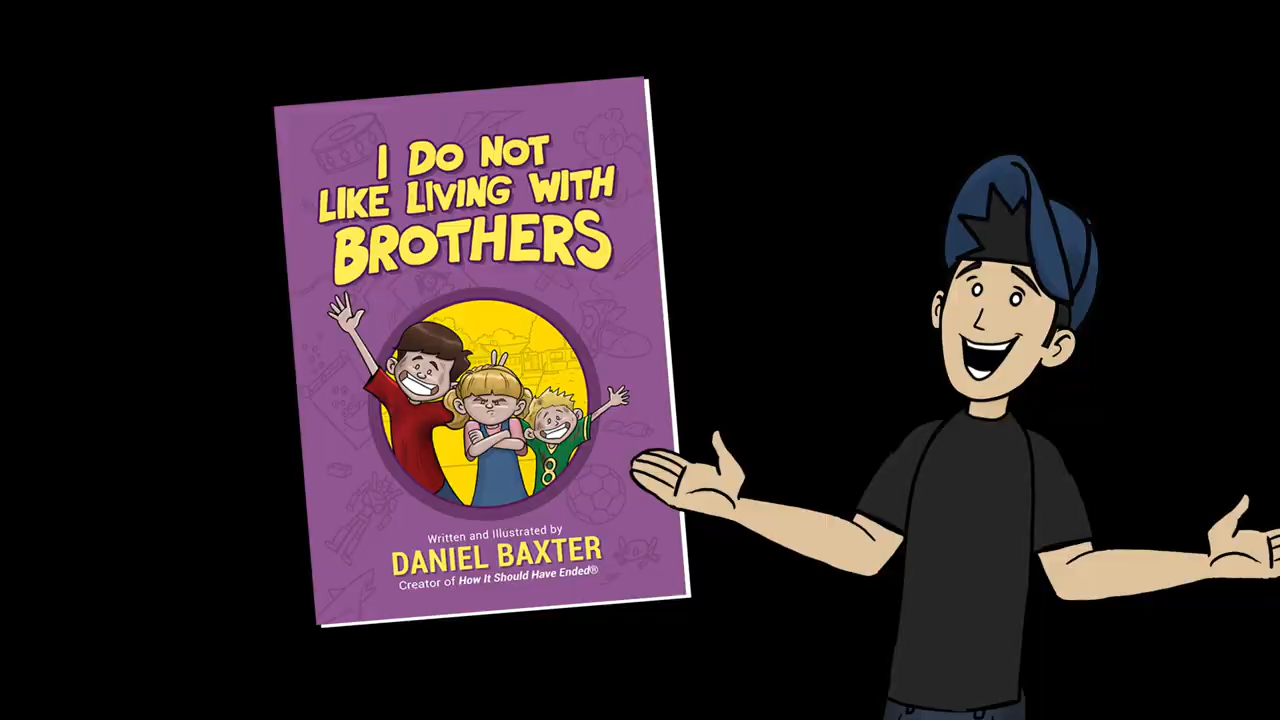 I DO NOT
LIKE LIVING WITH
BROTHERS
8
Written and Illustrated by
DANIEL BAXTER
Creator of How It Should Have Ended®